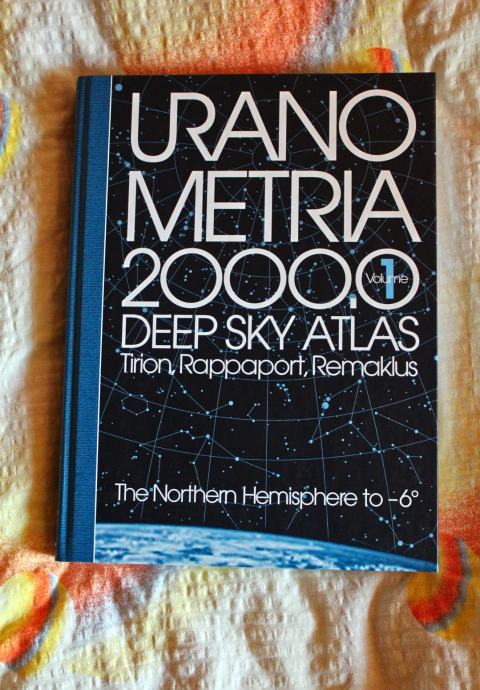 URANO
METRIA
2000.0
Volume 1
DEEP SKY ATLAS
Tirion, Rappaport, Remaklus
The Northern Hemisphere to -6°